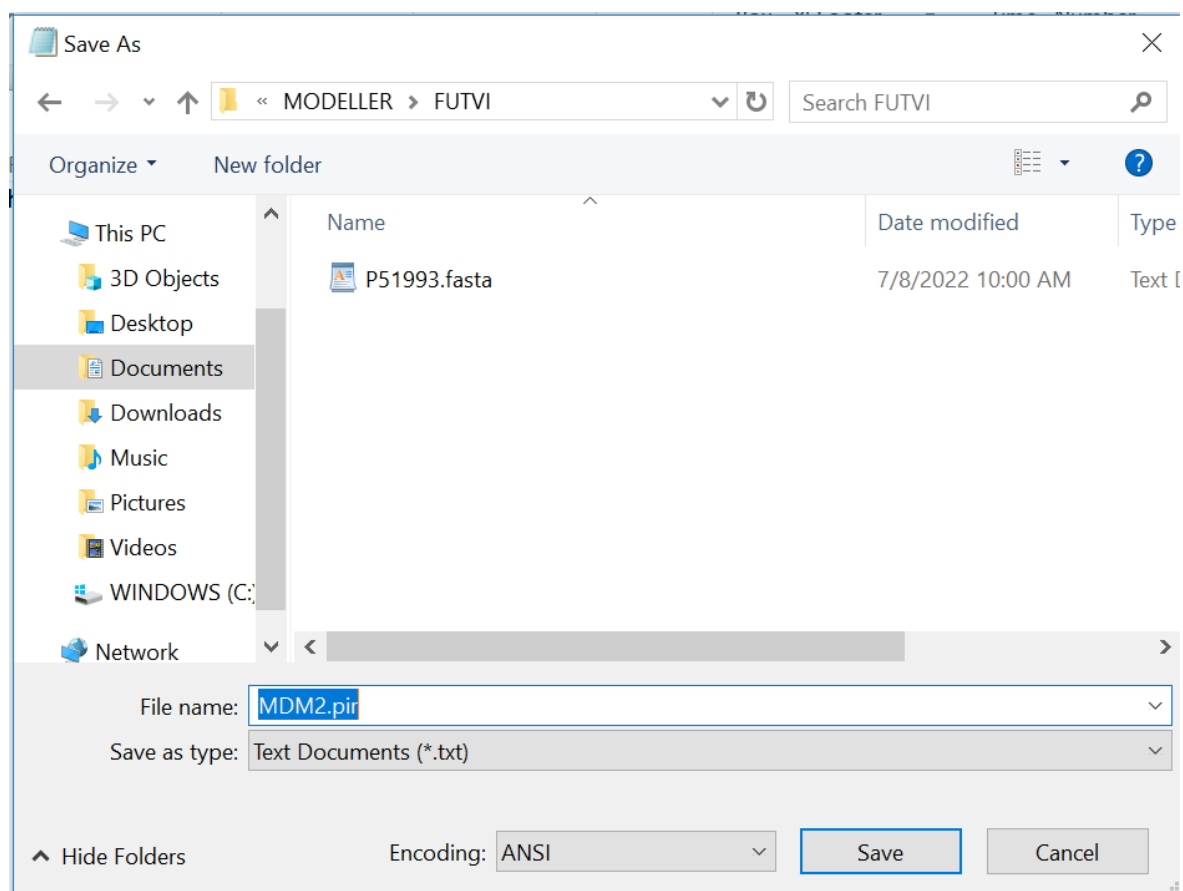 Save As
« MODELLER > FUTVI
Search FUTVI
Organize
New folder
?
Name
Date modified
Type
This PC
3D Objects
Desktop
Documents
Downloads
Music
Pictures
Videos
WINDOWS (C:)
Network
P51993.fasta
7/8/2022 10:00 AM
Text
File name: MDM2.pir
Save as type: Text Documents (*.txt)
Hide Folders
Encoding: ANSI
Save
Cancel